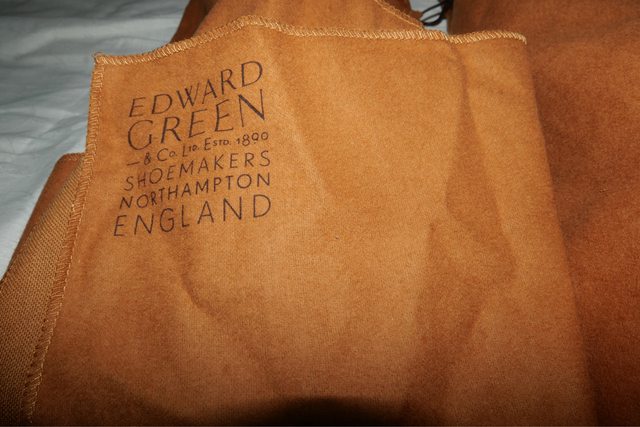 EDWARD
GREEN
& Co. LTD. ESTD. 1890
SHOEMAKERS
NORTHAMPTON
ENGLAND